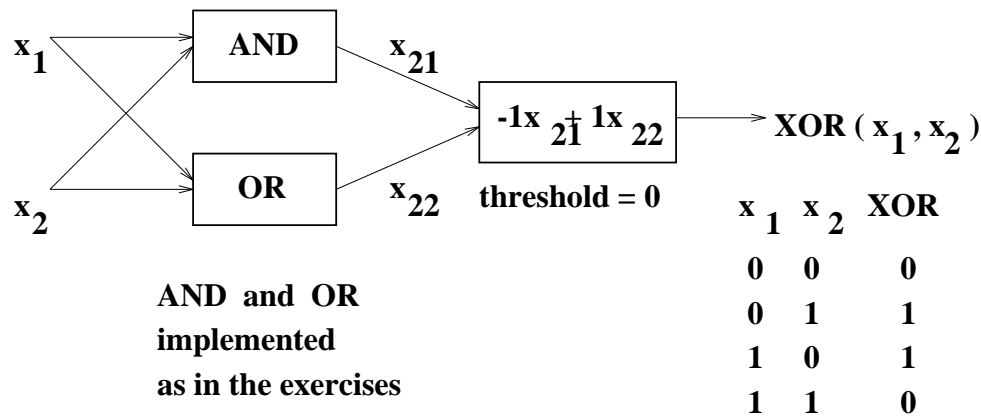 x1
AND
x21
-1x21 + 1x22
XOR ( x1 , x2 )
x2
OR
x22
threshold = 0
x1 x2 XOR
0 0 0
0 1 1
1 0 1
1 1 0
AND and OR
implemented
as in the exercises